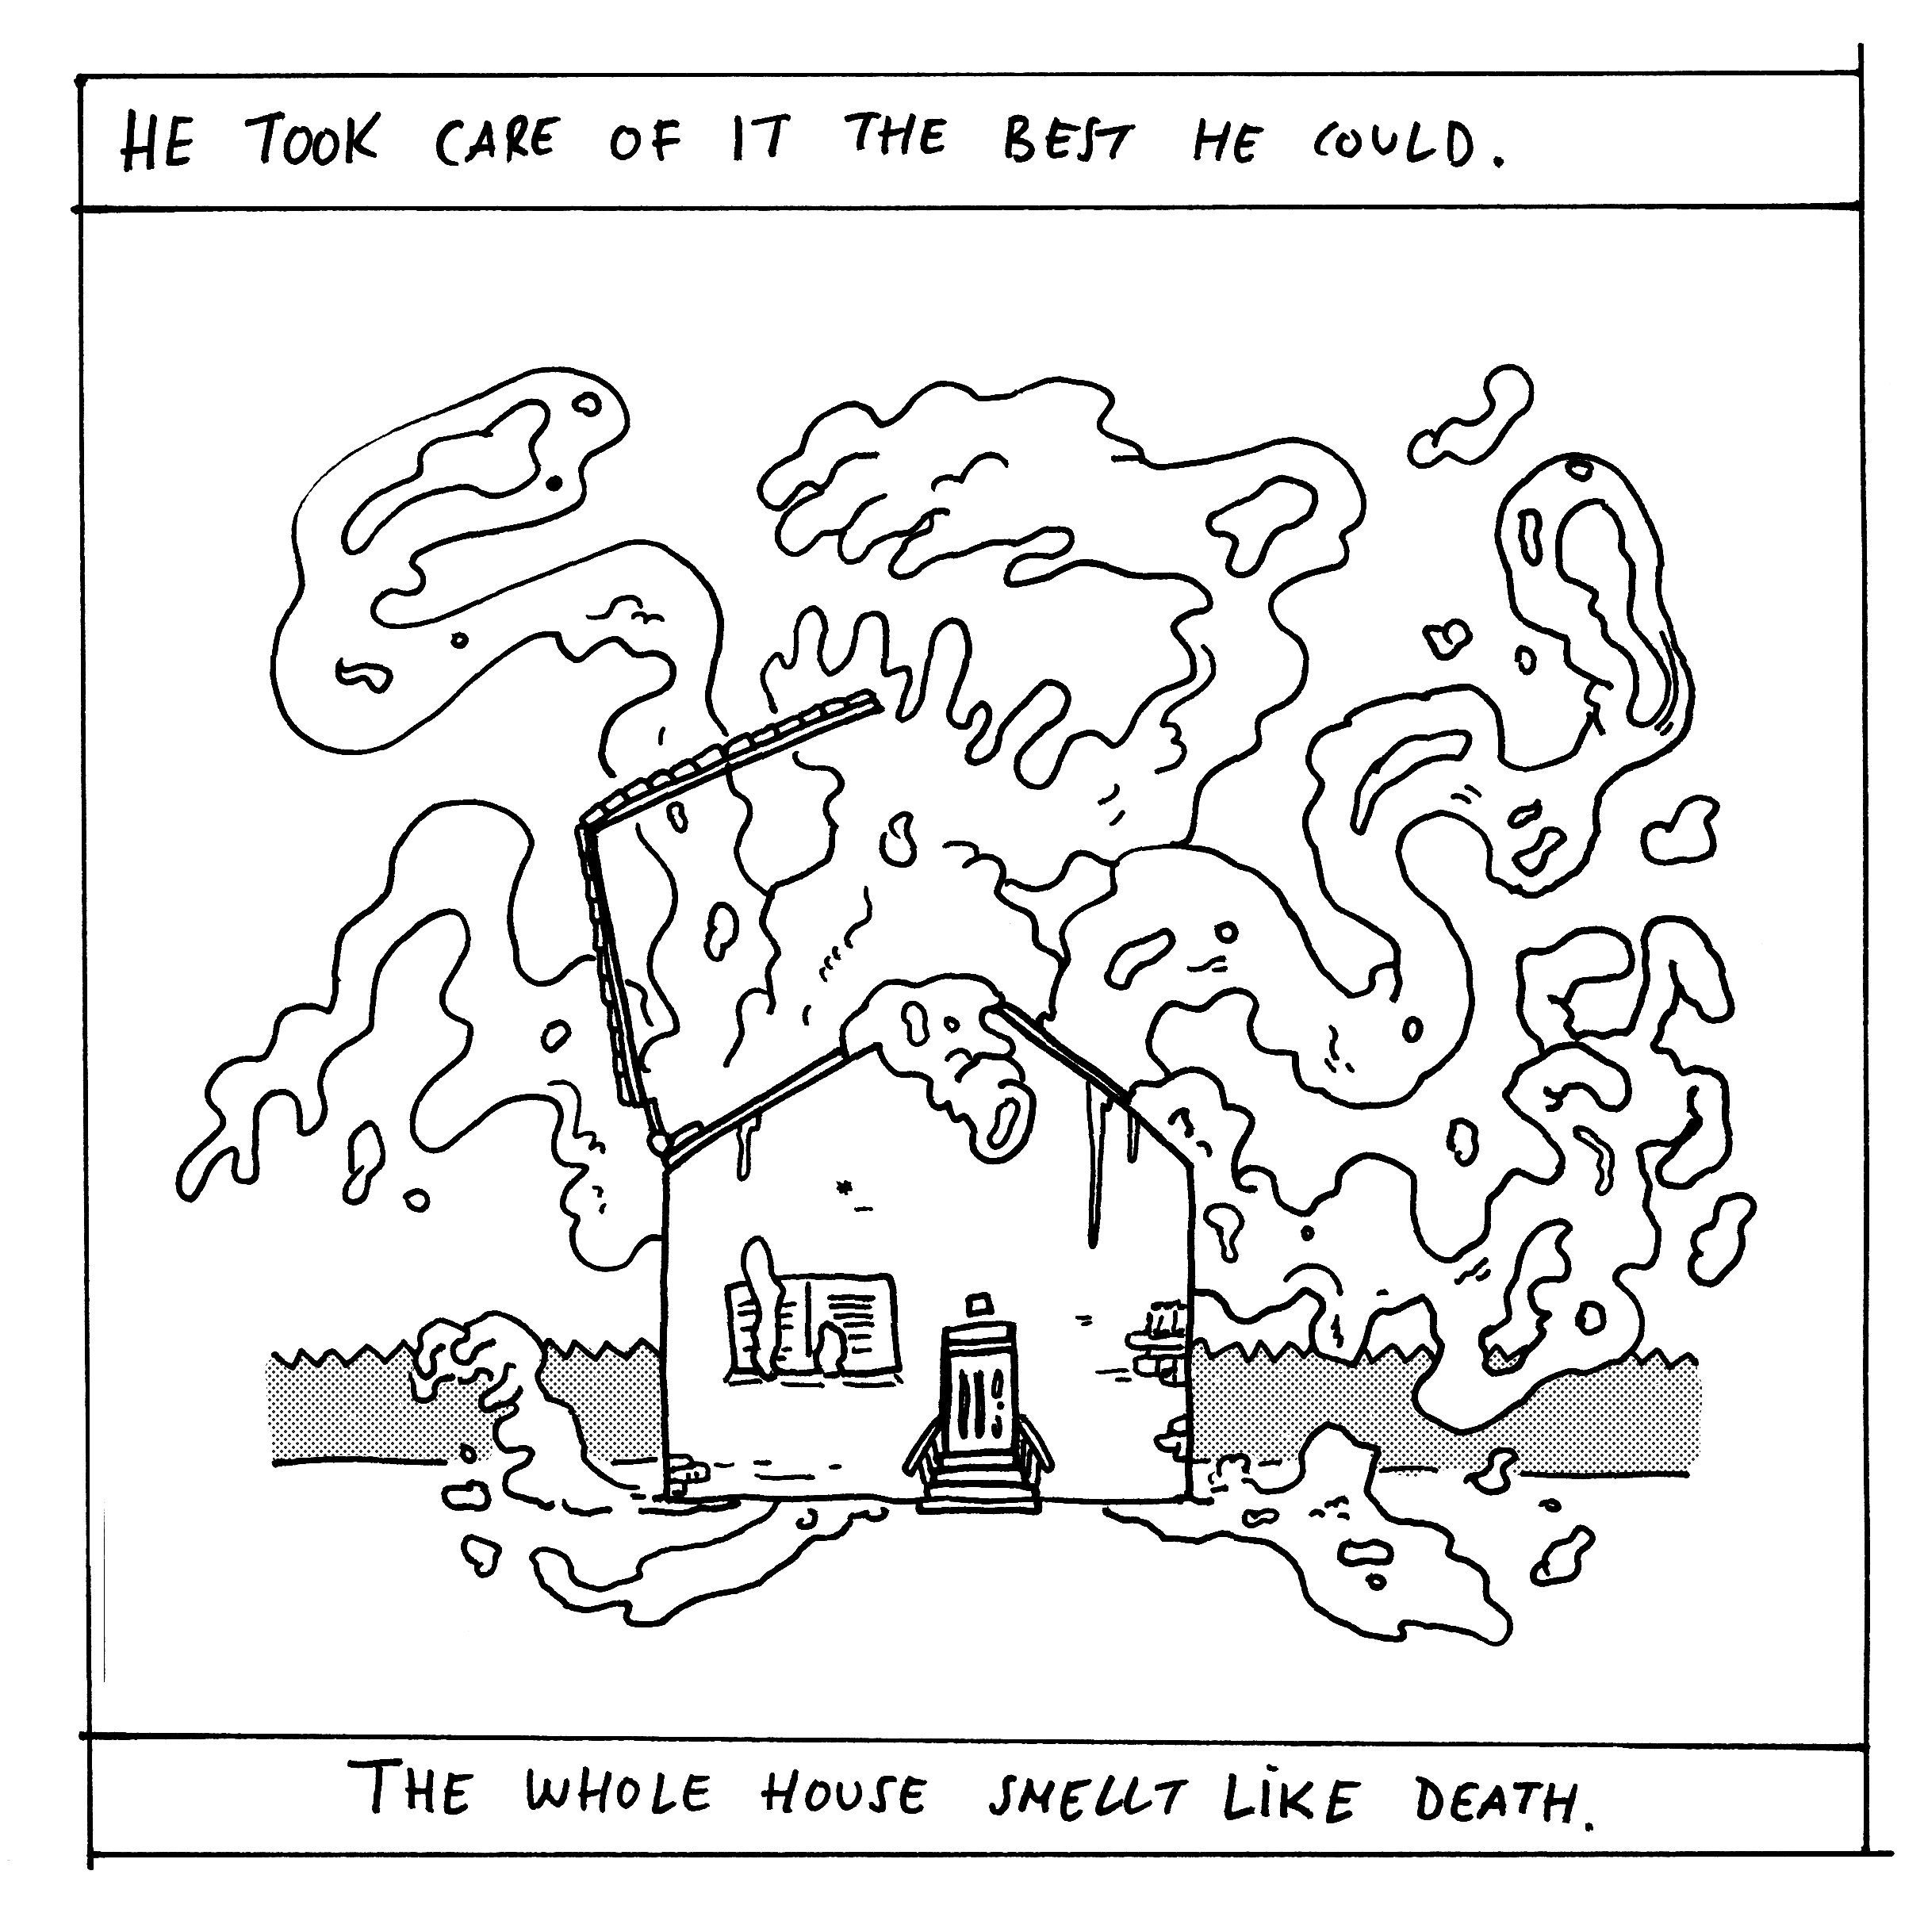 HE TOOK CARE OF IT THE BEST HE COULD.
THE WHOLE HOUSE SMELLT LIKE DEATH.